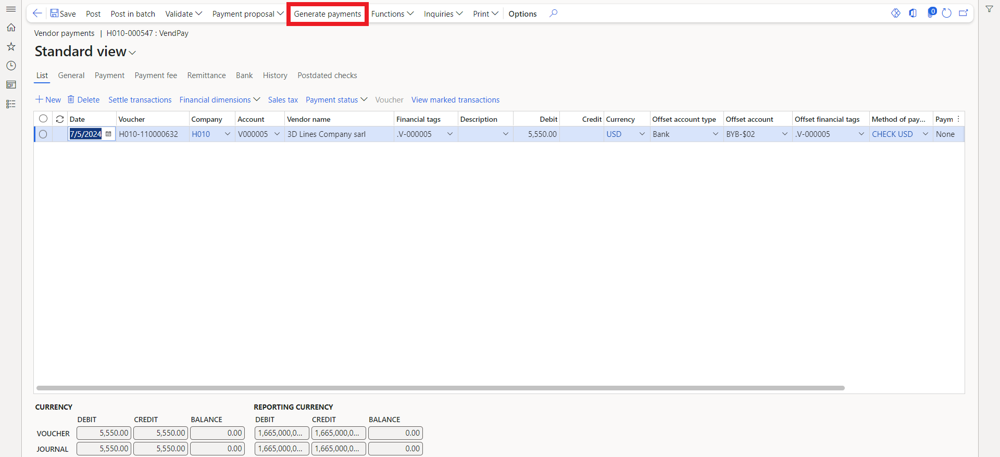 Save Post Post in batch Validate Payment proposal Generate payments Functions Inquiries Print Options 0
Vendor payments | H010-000547 : VendPay
Standard view
List General Payment Payment fee Remittance Bank History Postdated checks
New Delete Settle transactions Financial dimensions Sales tax Payment status Voucher View marked transactions
Date Voucher Company Account Vendor name Financial tags Description Debit Credit Currency Offset account type Offset account Offset financial tags Method of pay... Paym
7/5/2024 H010-110000632 H010 V000005 3D Lines Company sarl .V-000005 5,550.00 USD Bank BYB-$02 .V-000005 CHECK USD None
CURRENCY REPORTING CURRENCY
DEBIT CREDIT BALANCE DEBIT CREDIT BALANCE
VOUCHER 5,550.00 5,550.00 0.00 1,665,000,0... 1,665,000,0... 0.00
JOURNAL 5,550.00 5,550.00 0.00 1,665,000,0... 1,665,000,0... 0.00